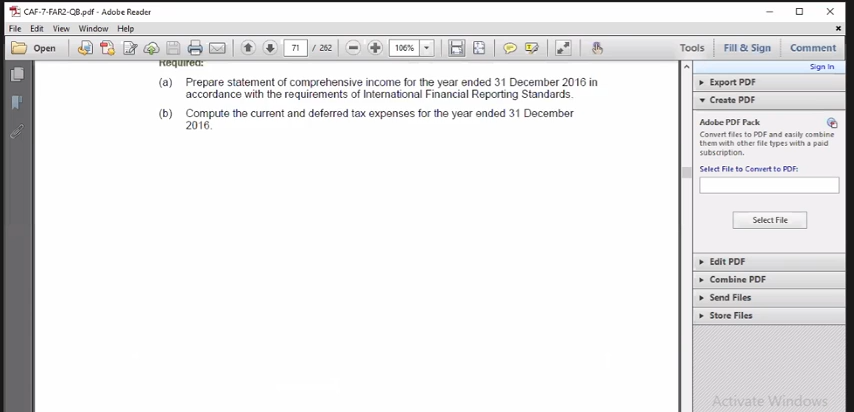 CAF-7-FAR2-QB.pdf - Adobe Reader
File Edit View Window Help
Open 71 / 262 106% Tools Fill & Sign Comment
Sign In
Required:
(a) Prepare statement of comprehensive income for the year ended 31 December 2016 in
accordance with the requirements of International Financial Reporting Standards.
(b) Compute the current and deferred tax expenses for the year ended 31 December
2016.
Export PDF
Create PDF
Adobe PDF Pack
Convert files to PDF and easily combine
them with other file types with a paid
subscription.
Select File to Convert to PDF:
Select File
Edit PDF
Combine PDF
Send Files
Store Files
Activate Windows